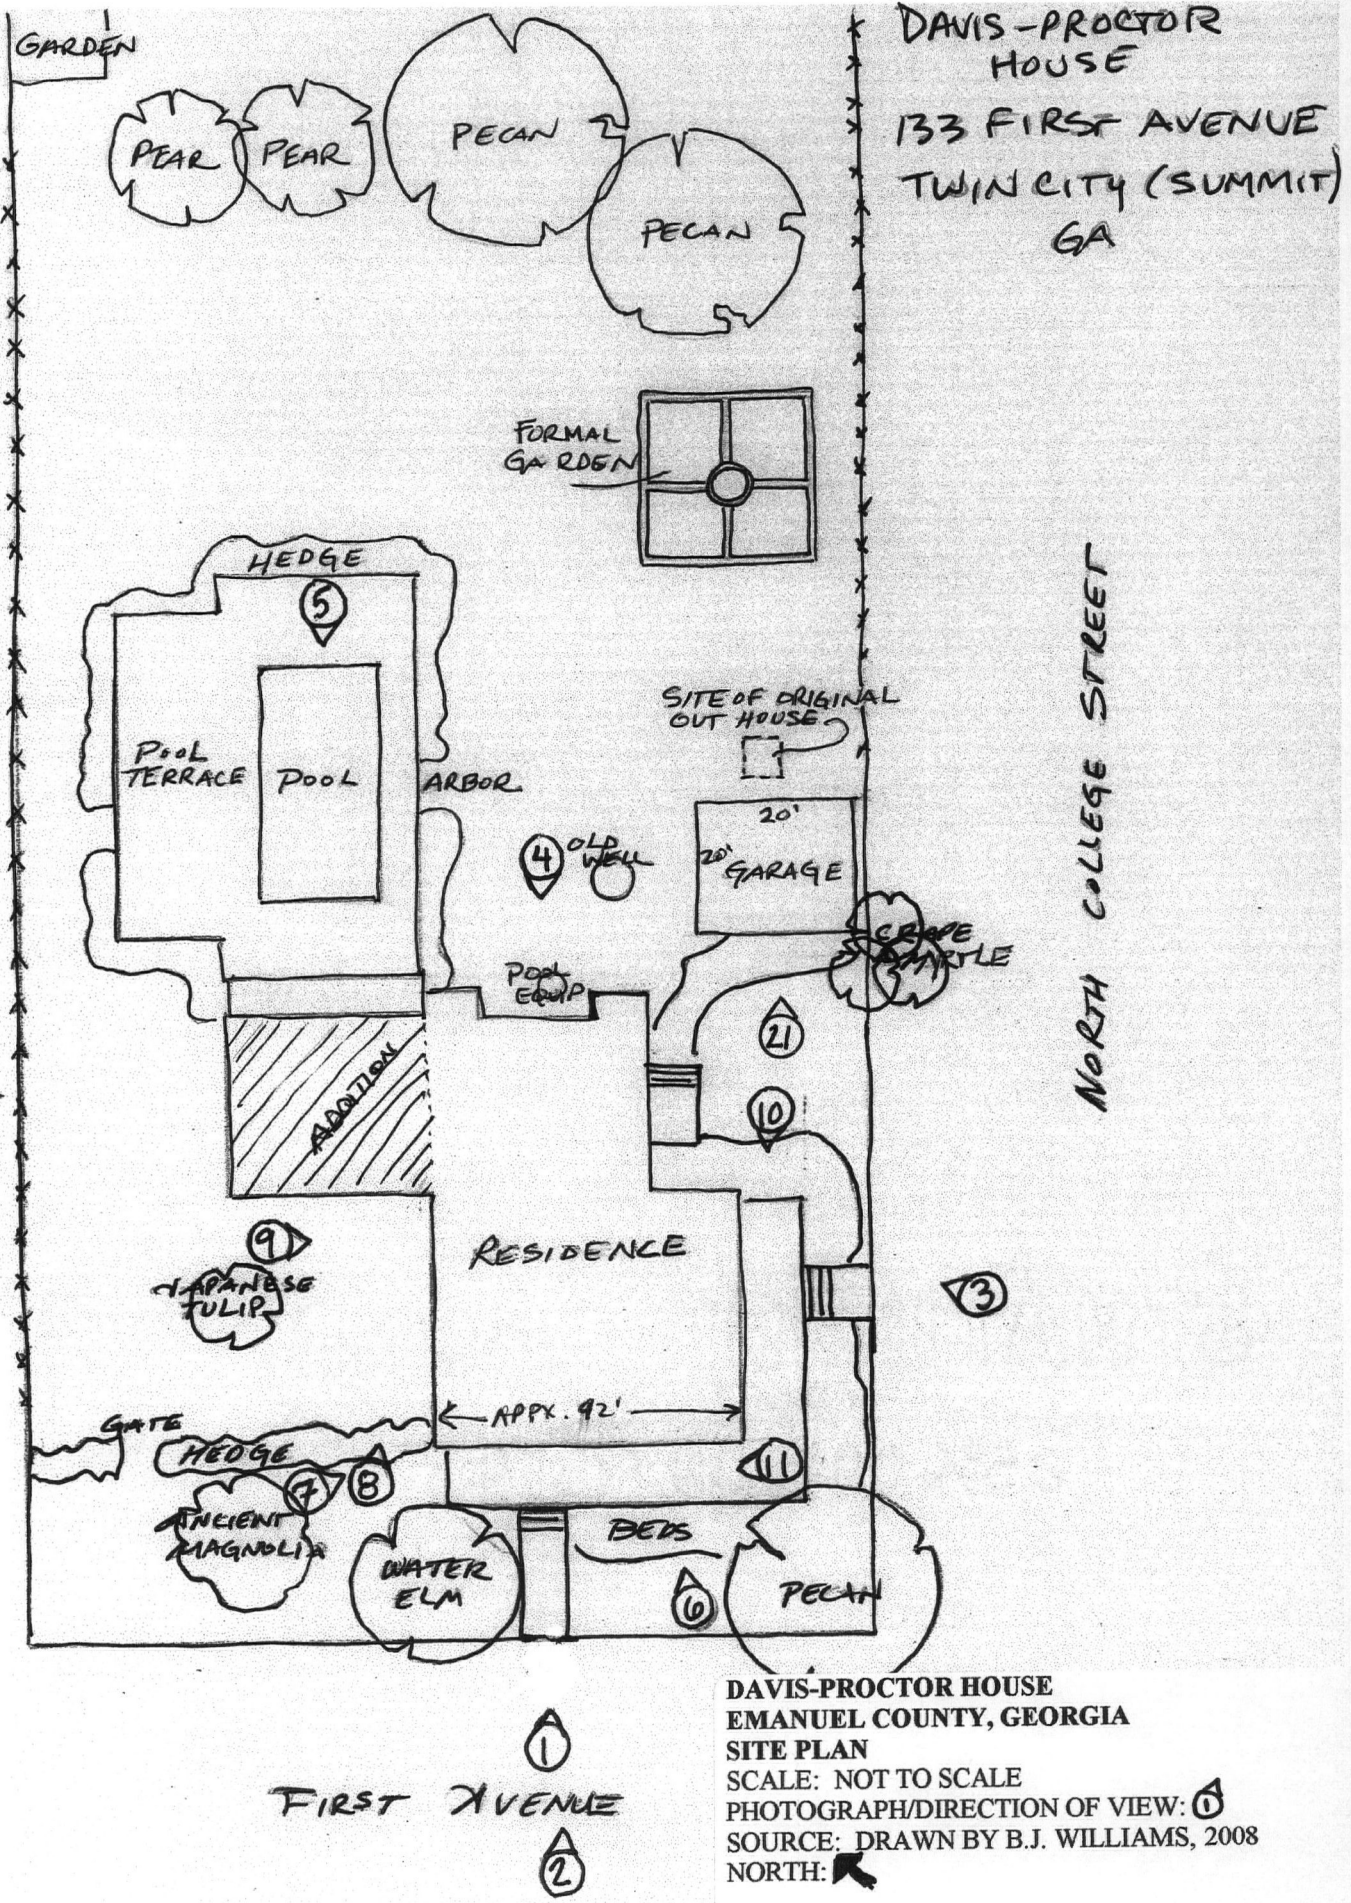 DAVIS-PROCTOR
HOUSE
133 FIRST AVENUE
TWIN CITY (SUMMIT)
GA
GARDEN
PEAR
PEAR
PECAN
PECAN
FORMAL
GARDEN
HEDGE
5
NORTH COLLEGE STREET
SITE OF ORIGINAL
OUT HOUSE
POOL
TERRACE
POOL
ARBOR
20'
20'
GARAGE
4
OLD
WELL
CRAPE
MYRTLE
POOL
EQUIP
21
ADDITION
10
9
RESIDENCE
JAPANESE
TULIP
3
APPX. 92'
GATE
HEDGE
7
8
11
ANCIENT
MAGNOLIA
WATER
ELM
BEDS
6
PECAN
1
FIRST AVENUE
2
DAVIS-PROCTOR HOUSE
EMANUEL COUNTY, GEORGIA
SITE PLAN
SCALE: NOT TO SCALE
PHOTOGRAPH/DIRECTION OF VIEW: 1
SOURCE: DRAWN BY B.J. WILLIAMS, 2008
NORTH: